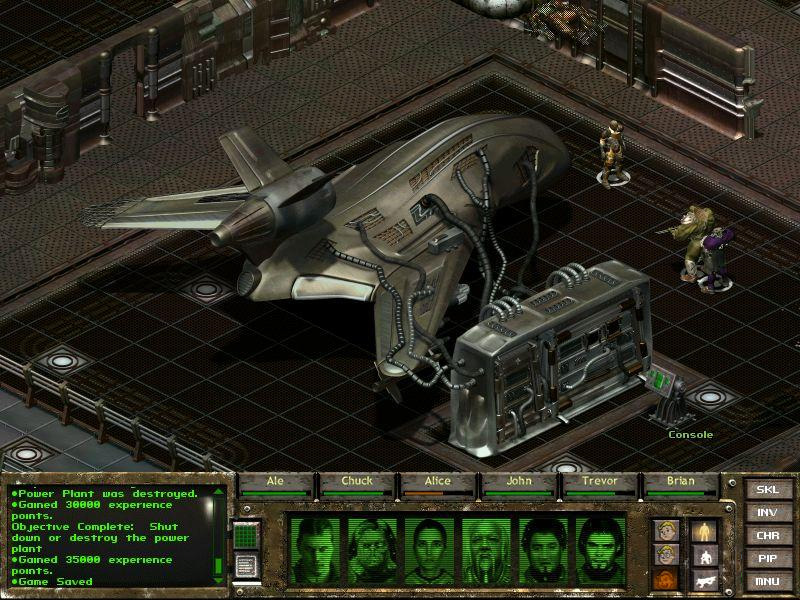 Console
Ale
Chuck
Alice
John
Trevor
Brian
•Power Plant was destroyed.
•Gained 30000 experience
points.
Objective Complete: Shut
down or destroy the power
plant
•Gained 35000 experience
points.
•Game Saved
SKL
INV
CHR
PIP
MNU